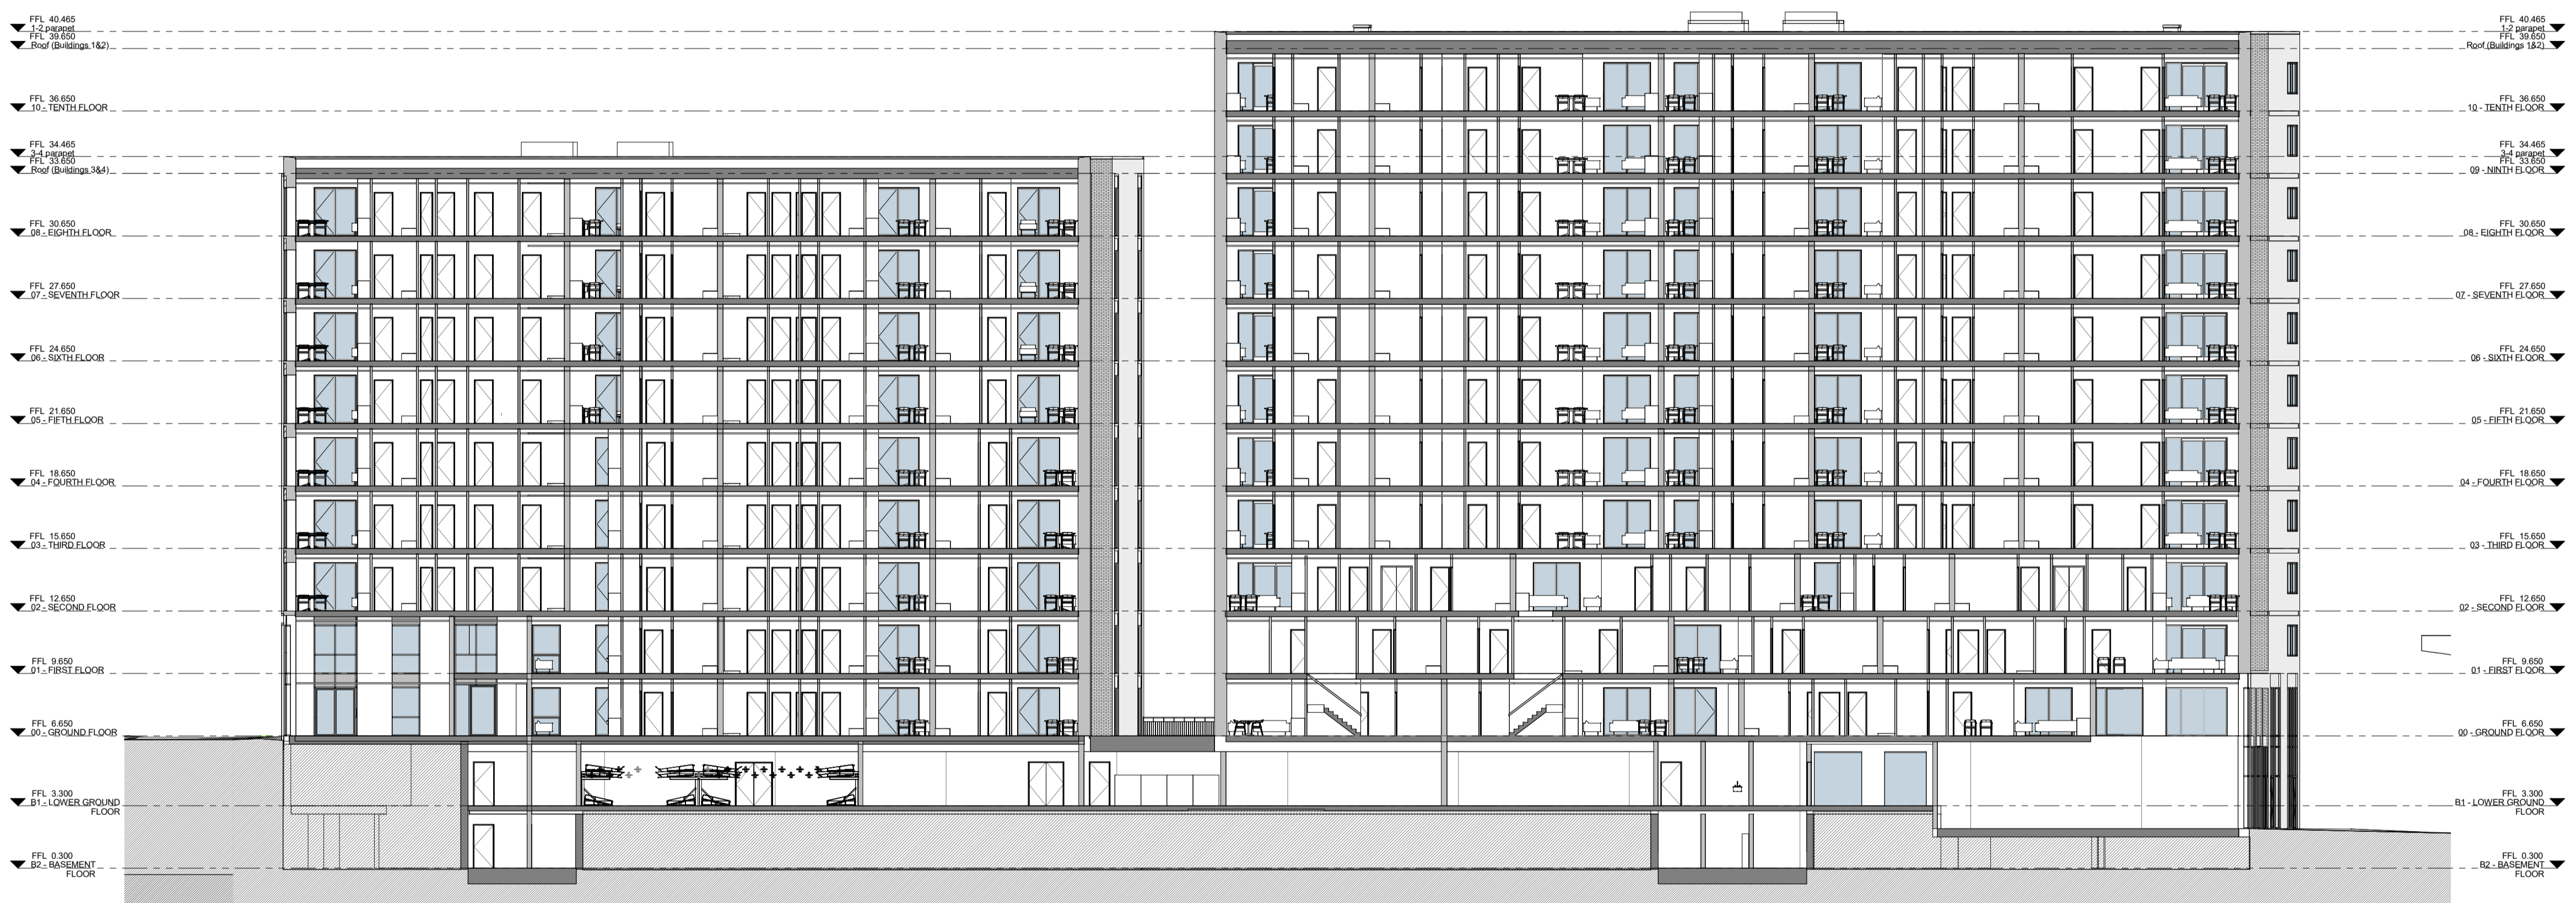 FFL 40.465
1-2 parapet
FFL 39.650
Roof (Buildings 1&2)
FFL 36.650
10 - TENTH FLOOR
FFL 34.465
3-4 parapet
FFL 33.650
Roof (Buildings 3&4)
FFL 30.650
08 - EIGHTH FLOOR
FFL 27.650
07 - SEVENTH FLOOR
FFL 24.650
06 - SIXTH FLOOR
FFL 21.650
05 - FIFTH FLOOR
FFL 18.650
04 - FOURTH FLOOR
FFL 15.650
03 - THIRD FLOOR
FFL 12.650
02 - SECOND FLOOR
FFL 9.650
01 - FIRST FLOOR
FFL 6.650
00 - GROUND FLOOR
FFL 3.300
B1 - LOWER GROUND
FLOOR
FFL 0.300
B2 - BASEMENT
FLOOR
FFL 40.465
1-2 parapet
FFL 39.650
Roof (Buildings 1&2)
FFL 36.650
10 - TENTH FLOOR
FFL 34.465
3-4 parapet
FFL 33.650
09 - NINTH FLOOR
FFL 30.650
08 - EIGHTH FLOOR
FFL 27.650
07 - SEVENTH FLOOR
FFL 24.650
06 - SIXTH FLOOR
FFL 21.650
05 - FIFTH FLOOR
FFL 18.650
04 - FOURTH FLOOR
FFL 15.650
03 - THIRD FLOOR
FFL 12.650
02 - SECOND FLOOR
FFL 9.650
01 - FIRST FLOOR
FFL 6.650
00 - GROUND FLOOR
FFL 3.300
B1 - LOWER GROUND
FLOOR
FFL 0.300
B2 - BASEMENT
FLOOR